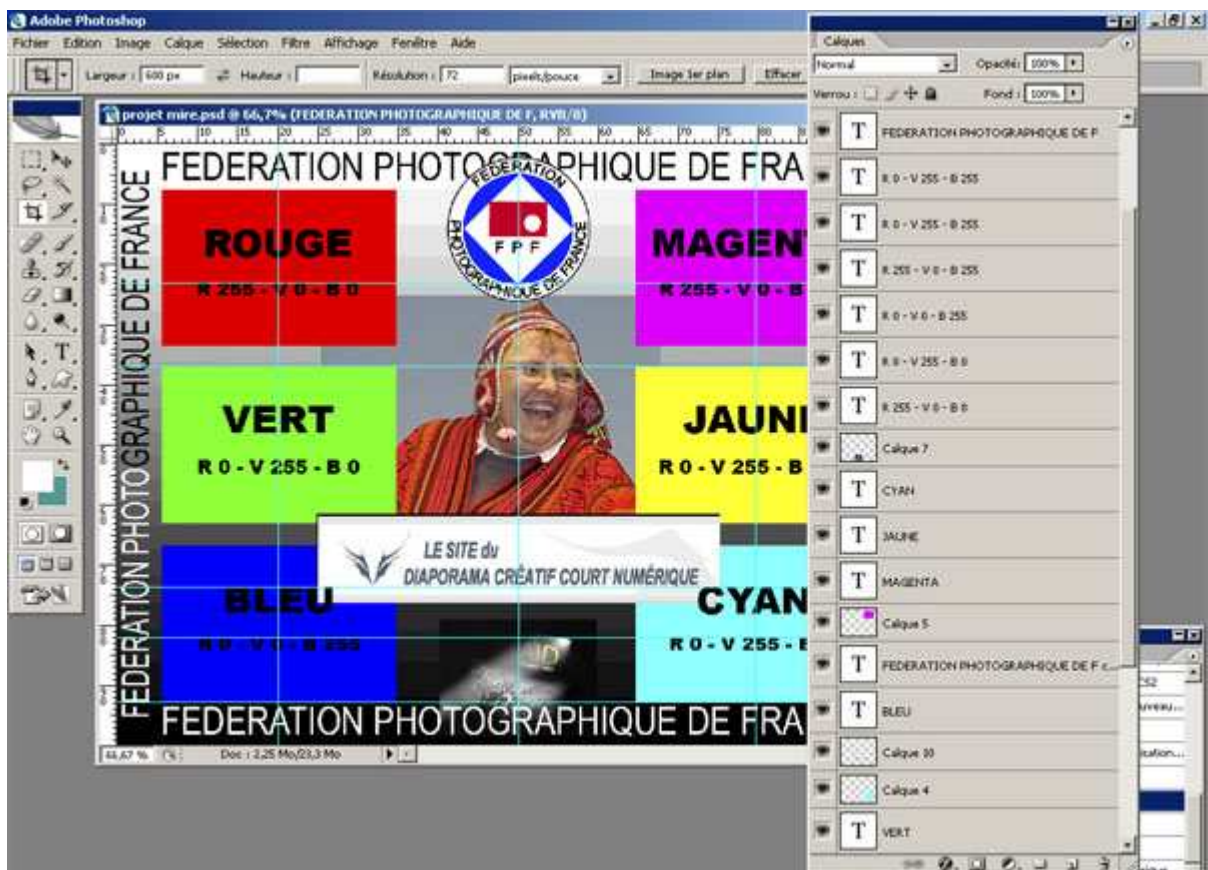 Adobe Photoshop
Fichier Edition Image Calque Sélection Filtre Affichage Fenêtre Aide
Largeur : 600 px Hauteur : Résolution : 72 pixels/pouce Image 1er plan Effacer
projet mire.psd @ 66,7% (FEDERATION PHOTOGRAPHIQUE DE F, RVB/8)
FEDERATION PHOTOGRAPHIQUE DE FRA
FEDERATION PHOTOGRAPHIQUE DE FRANCE
FEDERATION
PHOTOGRAPHIQUE DE FRANCE
F P F
ROUGE
R 255 - V 0 - B 0
MAGEN
R 255 - V 0 - B
VERT
R 0 - V 255 - B 0
JAUN
R 0 - V 255 - B
LE SITE du
DIAPORAMA CRÉATIF COURT NUMÉRIQUE
BLEU
R 0 - V 0 - B 255
CYAN
R 0 - V 255 -
FEDERATION PHOTOGRAPHIQUE DE FRA
66,67 % Doc : 2,25 Mo/23,3 Mo
Calques
Normal Opacité: 100%
Verrou : Fond : 100%
FEDERATION PHOTOGRAPHIQUE DE F
R 0 - V 255 - B 255
R 0 - V 255 - B 255
R 255 - V 0 - B 255
R 0 - V 0 - B 255
R 0 - V 255 - B 0
R 255 - V 0 - B 0
Calque 7
CYAN
JAUNE
MAGENTA
Calque 5
FEDERATION PHOTOGRAPHIQUE DE F c...
BLEU
Calque 10
Calque 4
VERT
CS2